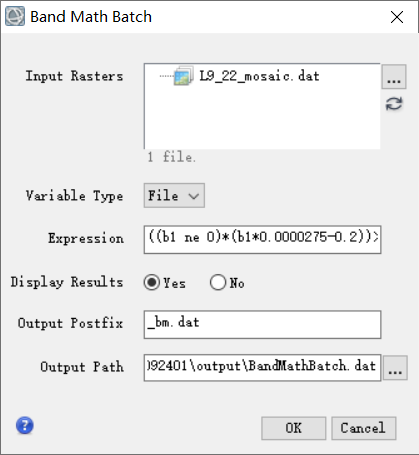 Band Math Batch
Input Rasters
L9_22_mosaic.dat
...
1 file.
Variable Type
File
Expression
((b1 ne 0)*(b1*0.0000275-0.2))>
Display Results
Yes
No
Output Postfix
_bm.dat
Output Path
092401\output\BandMathBatch.dat
...
?
OK
Cancel